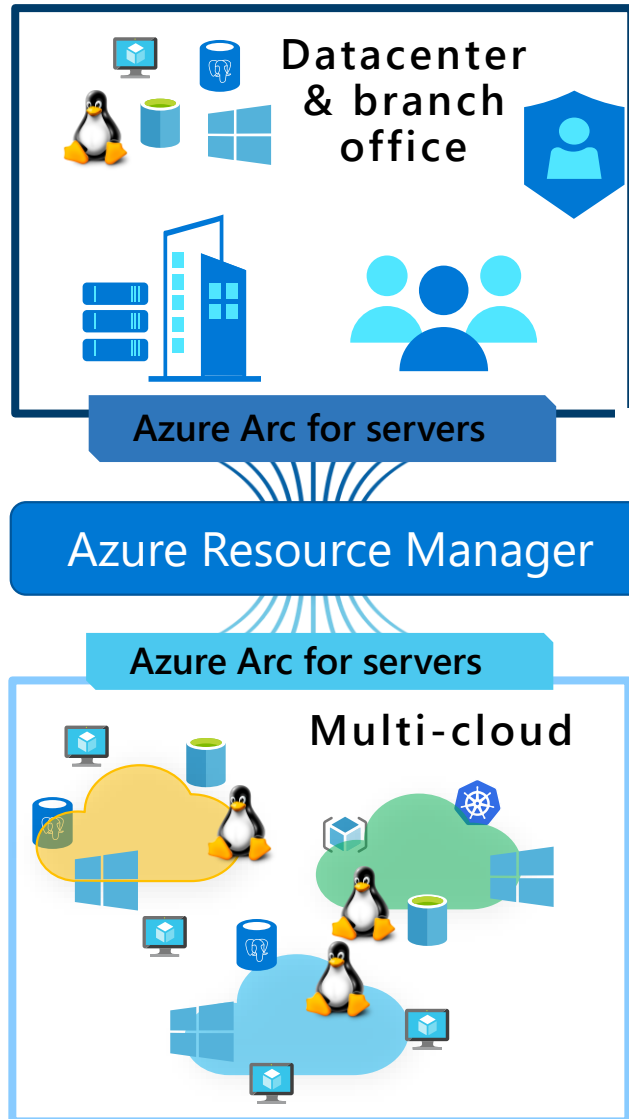 Datacenter
& branch
office
Azure Arc for servers
Azure Resource Manager
Azure Arc for servers
Multi-cloud